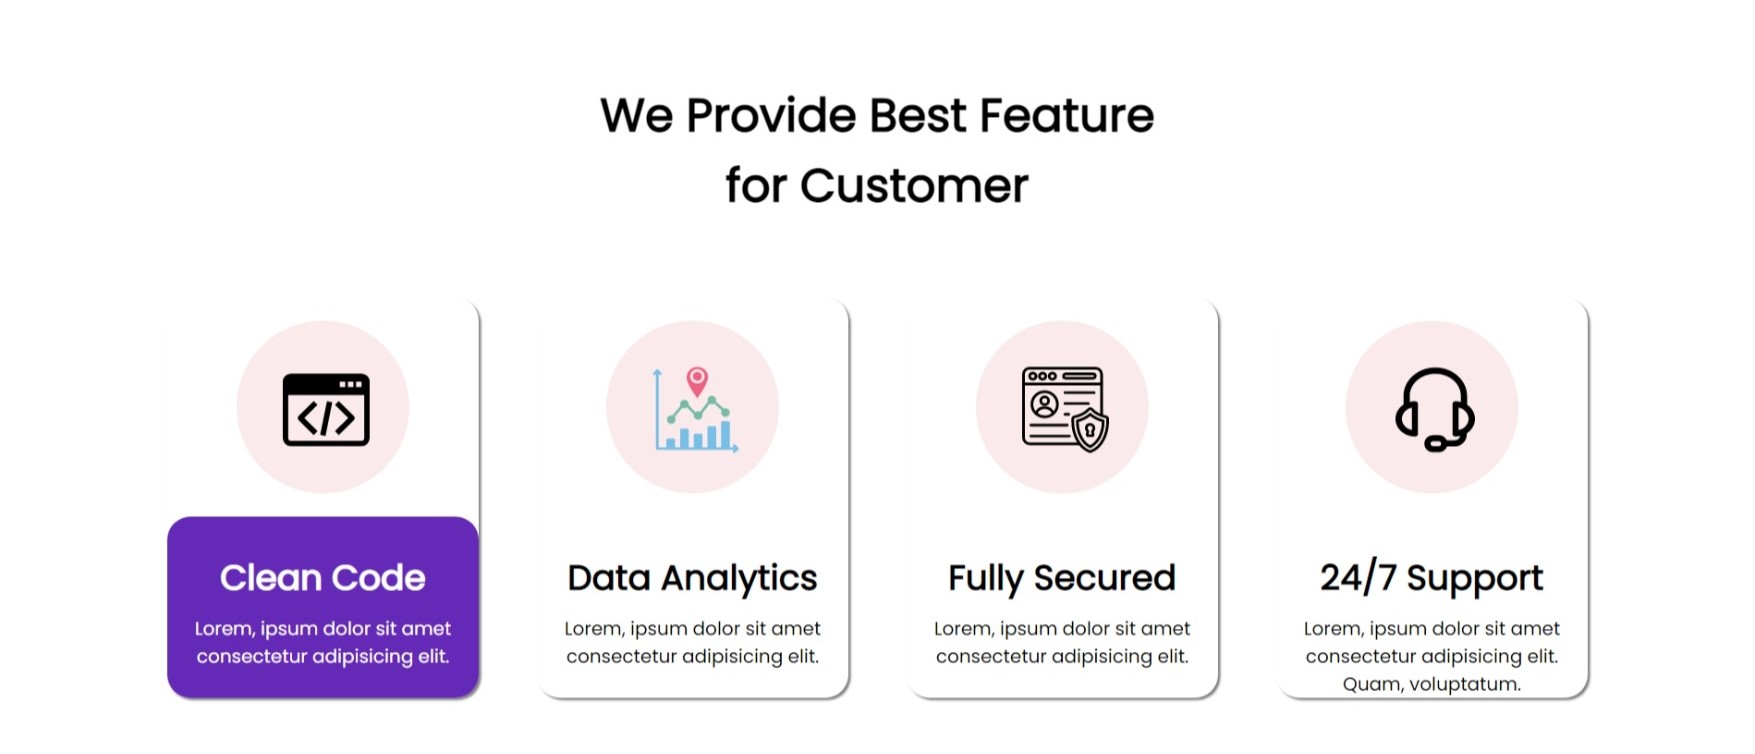 We Provide Best Feature
for Customer
</>
Clean Code
Lorem, ipsum dolor sit amet
consectetur adipisicing elit.
Data Analytics
Lorem, ipsum dolor sit amet
consectetur adipisicing elit.
Fully Secured
Lorem, ipsum dolor sit amet
consectetur adipisicing elit.
24/7 Support
Lorem, ipsum dolor sit amet
consectetur adipisicing elit.
Quam, voluptatum.